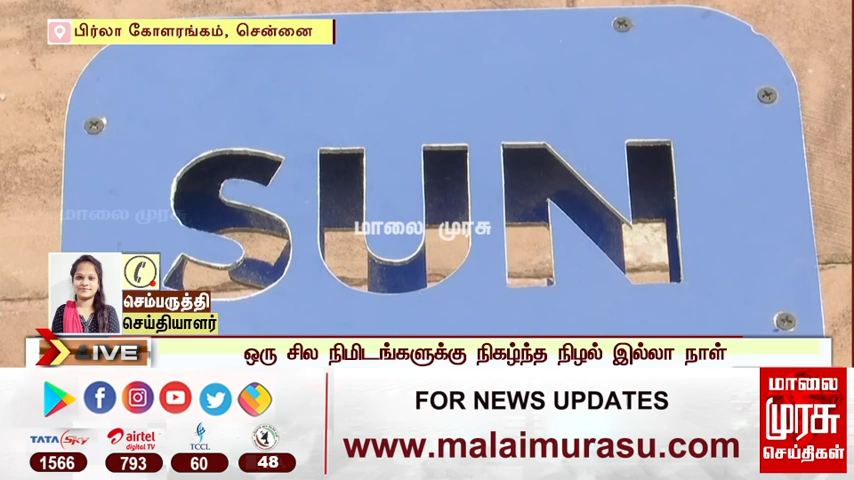 பிர்லா கோளரங்கம், சென்னை
SUN
மாலை முரசு
மாலை முரசு
செம்பருத்தி
செய்தியாளர்
LIVE
ஒரு சில நிமிடங்களுக்கு நிகழ்ந்த நிழல் இல்லா நாள்
FOR NEWS UPDATES
www.malaimurasu.com
TATA SKY
1566
airtel
digital TV
793
TCCL
60
48
மாலை
முரசு
செய்திகள்